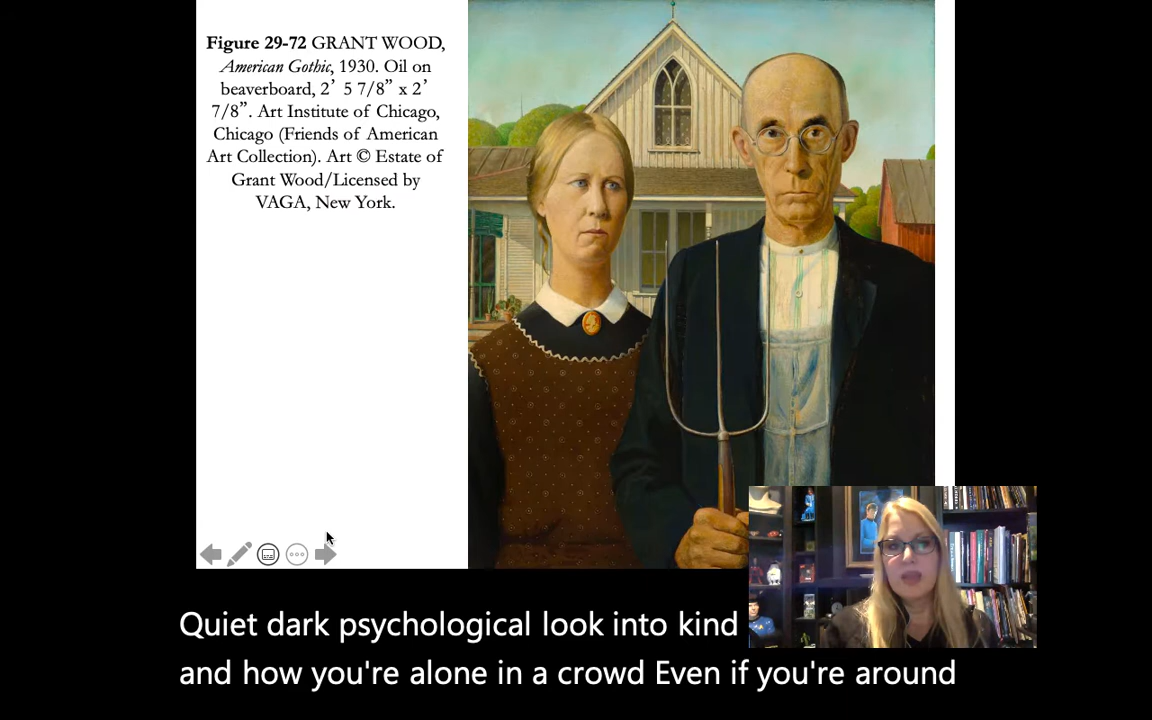 Figure 29-72 GRANT WOOD,
American Gothic, 1930. Oil on
beaverboard, 2’ 5 7/8” x 2’
7/8”. Art Institute of Chicago,
Chicago (Friends of American
Art Collection). Art © Estate of
Grant Wood/Licensed by
VAGA, New York.
Quiet dark psychological look into kind
and how you're alone in a crowd Even if you're around